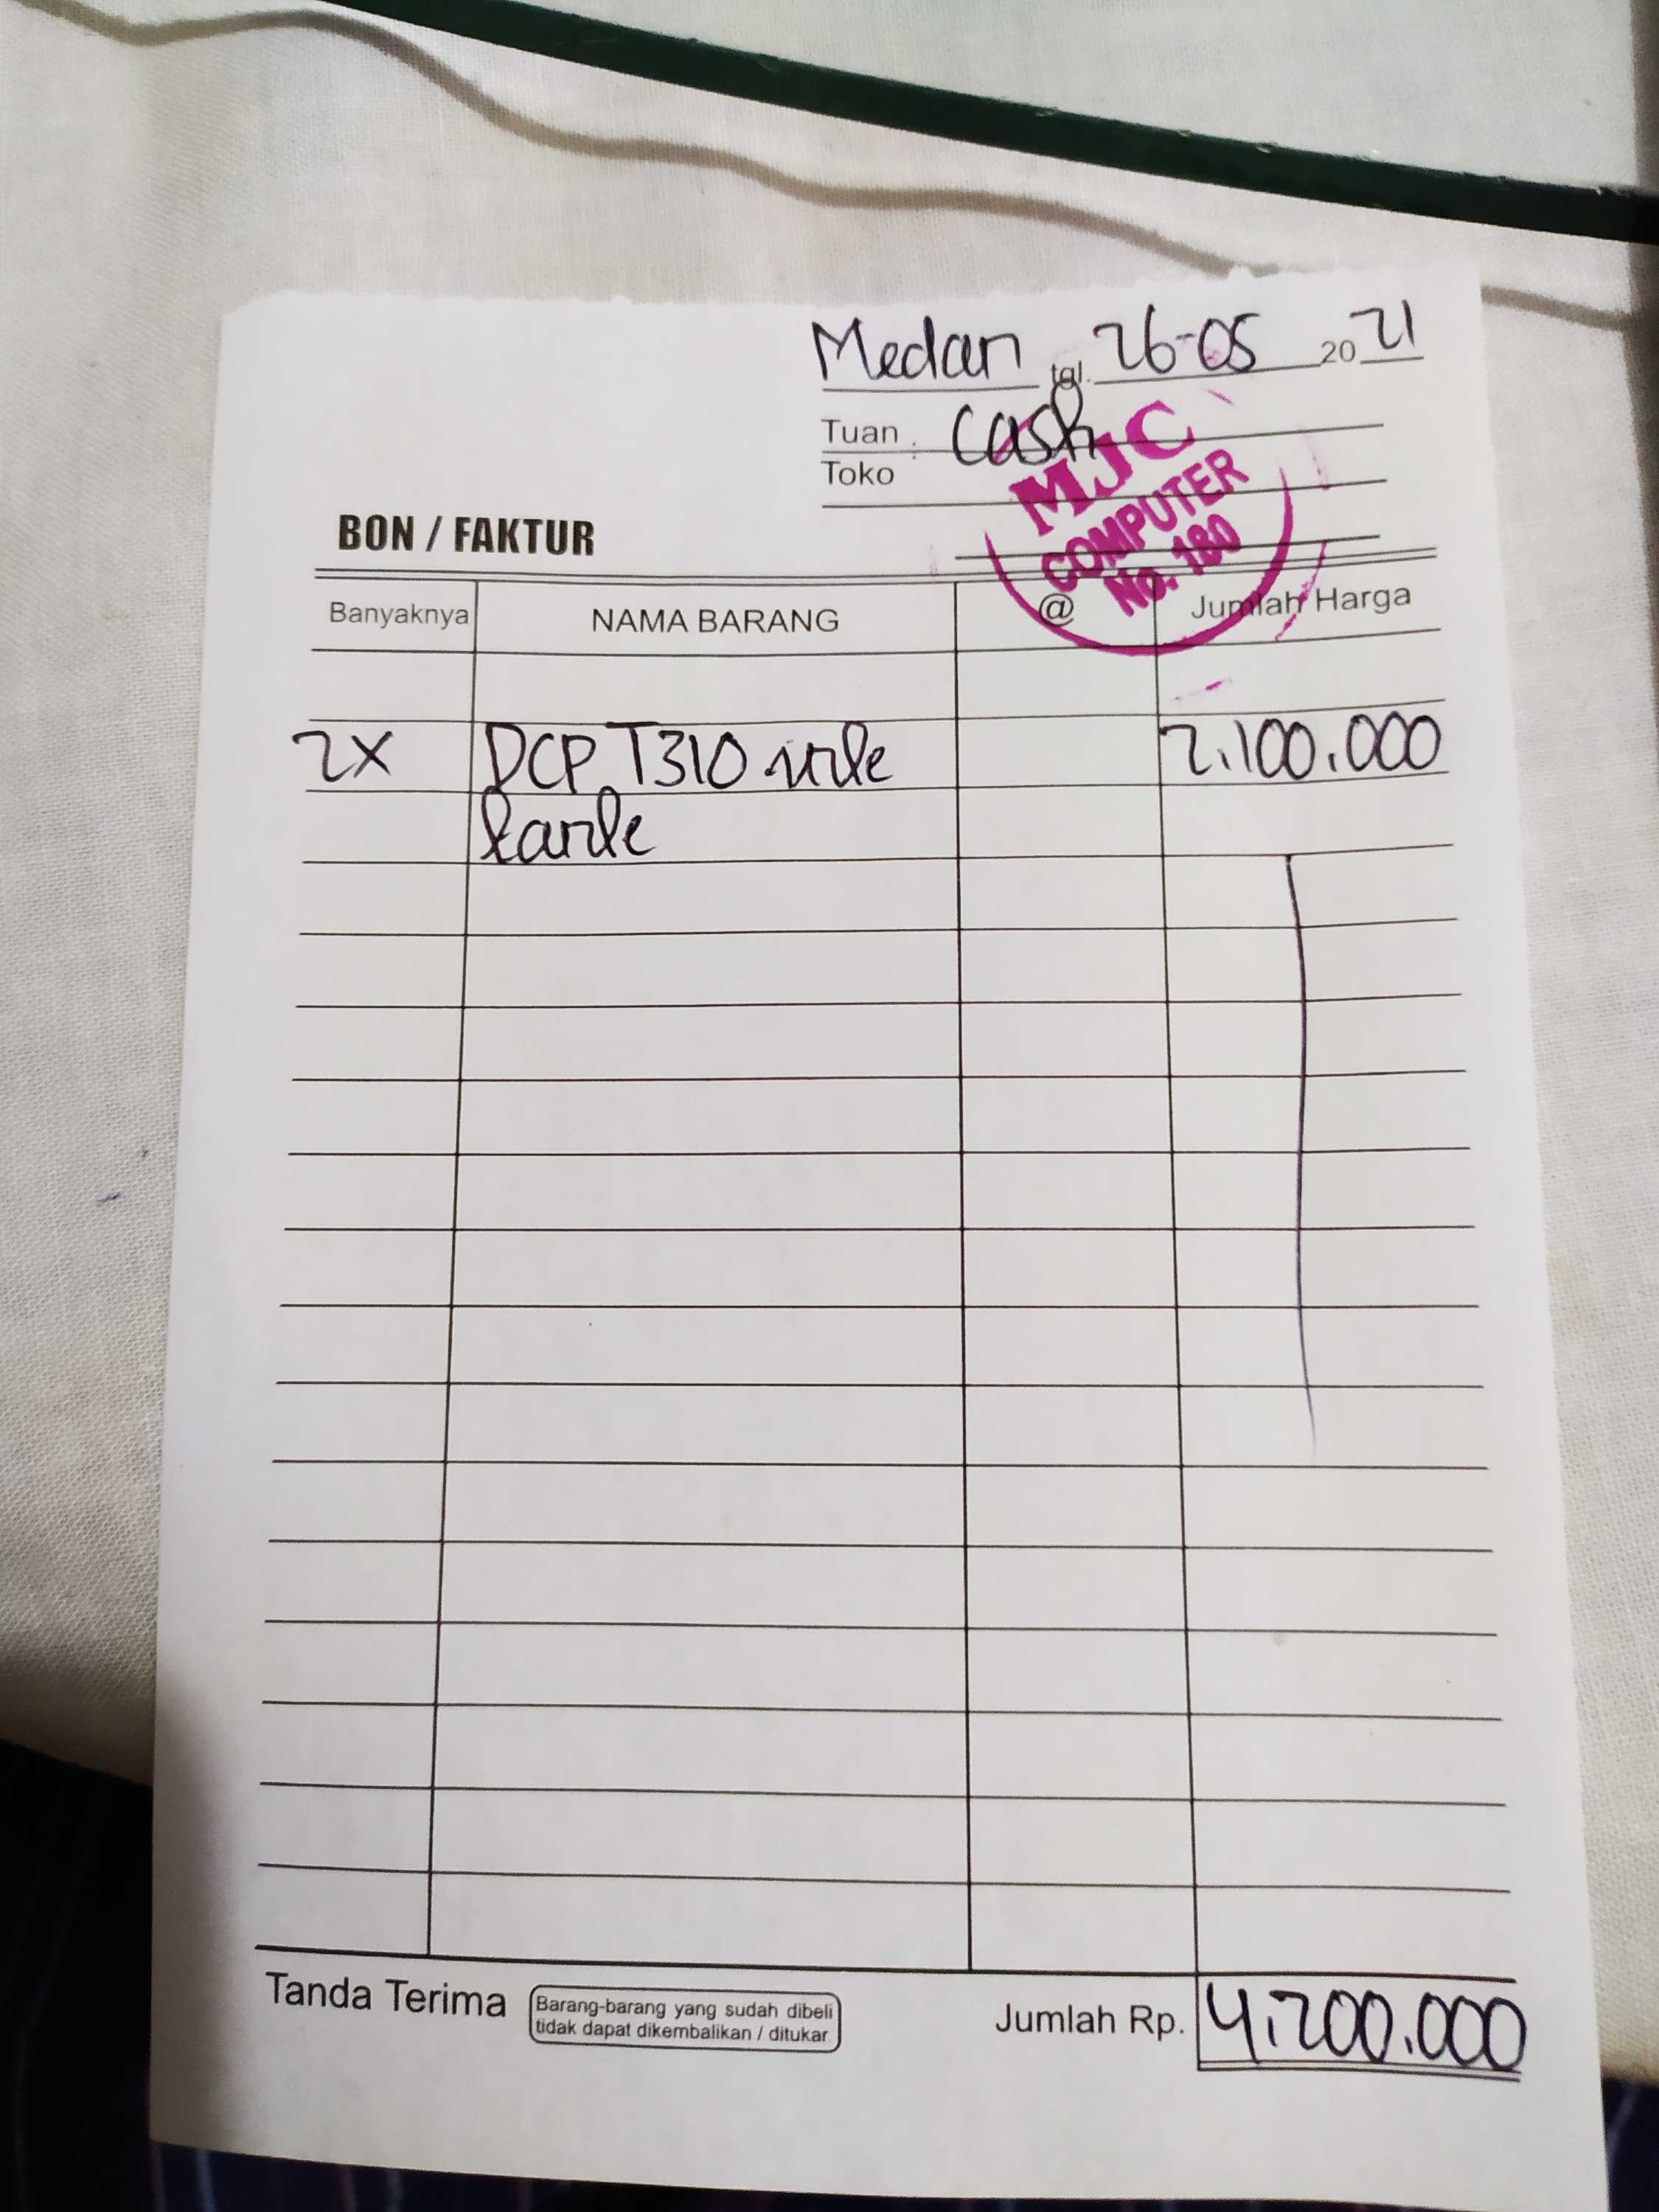 Medan tgl. 26-05 2021
Tuan : Cash
Toko
MJC
COMPUTER
No. 180
BON / FAKTUR
Banyaknya NAMA BARANG @ Jumlah Harga
2X DCP T310 ink 2.100.000
tank
Tanda Terima Barang-barang yang sudah dibeli
tidak dapat dikembalikan / ditukar
Jumlah Rp. 4.200.000